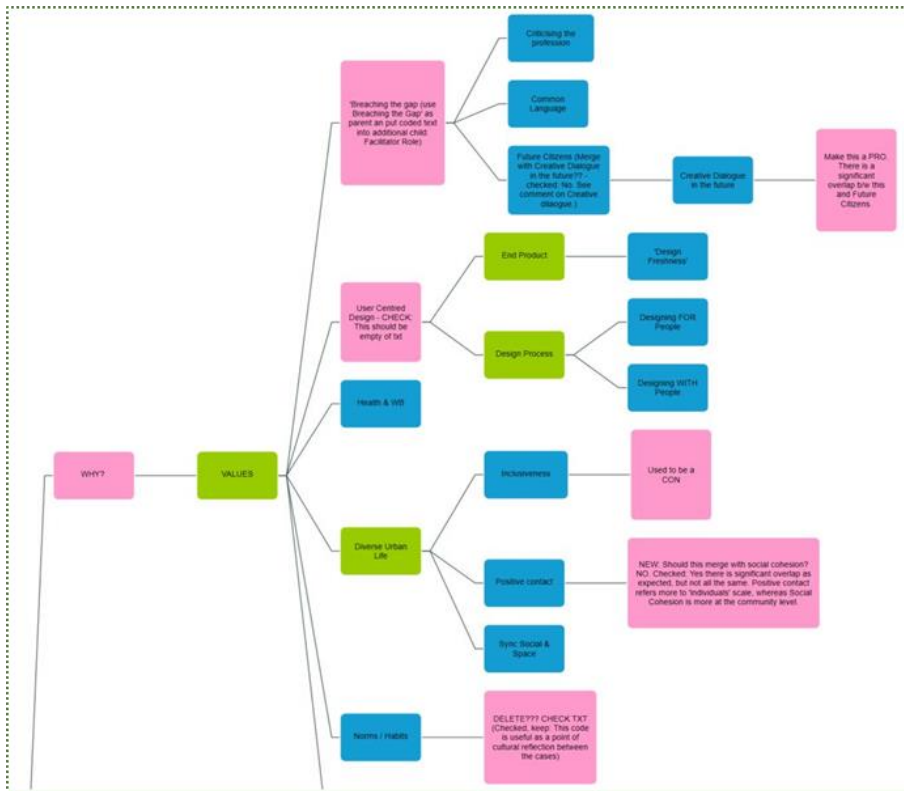 Criticising the
profession
'Breaching the gap (use
Breaching the Gap' as
parent an put coded text
into additional child:
Facilitator Role)
Common
Language
Future Citizens (Merge
with Creative Dialogue
in the future?? -
checked. No. See
comment on Creative
dilaogue.)
Creative Dialogue
in the future
Make this a PRO.
There is a
significant
overlap b/w this
and Future
Citizens
End Product
'Design
Freshness'
User Centred
Design - CHECK:
This should be
empty of txt
Design Process
Designing FOR
People
Designing WITH
People
Health & WB
WHY?
VALUES
Inclusiveness
Used to be a
CON
Diverse Urban
Life
Positive contact
NEW: Should this merge with social cohesion?
NO. Checked; Yes there is significant overlap as
expected, but not all the same. Positive contact
refers more to 'individuals' scale, whereas Social
Cohesion is more at the community level.
Sync Social &
Space
Norms / Habits
DELETE??? CHECK TXT
(Checked, keep. This code
is useful as a point of
cultural reflection between
the cases)